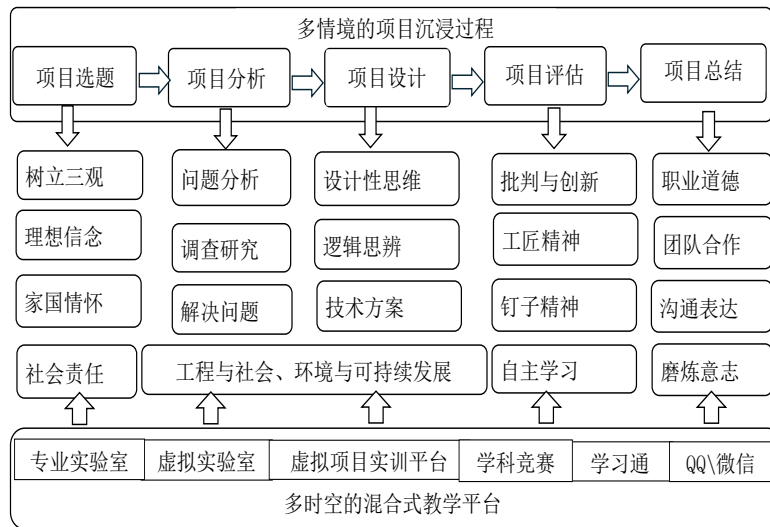 多情境的项目沉浸过程
项目选题 项目分析 项目设计 项目评估 项目总结
树立三观 问题分析 设计性思维 批判与创新 职业道德
理想信念 调查研究 逻辑思辨 工匠精神 团队合作
家国情怀 解决问题 技术方案 钉子精神 沟通表达
社会责任 工程与社会、环境与可持续发展 自主学习 磨炼意志
专业实验室 虚拟实验室 虚拟项目实训平台 学科竞赛 学习通 QQ\微信
多时空的混合式教学平台